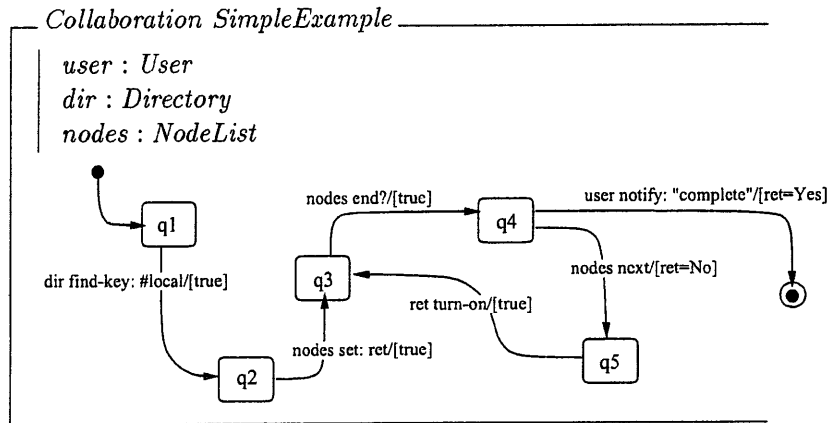 Collaboration SimpleExample
user : User
dir : Directory
nodes : NodeList
nodes end?/[true]
user notify: "complete"/[ret=Yes]
q1
q4
dir find-key: #local/[true]
q3
nodes next/[ret=No]
ret turn-on/[true]
nodes set: ret/[true]
q2
q5